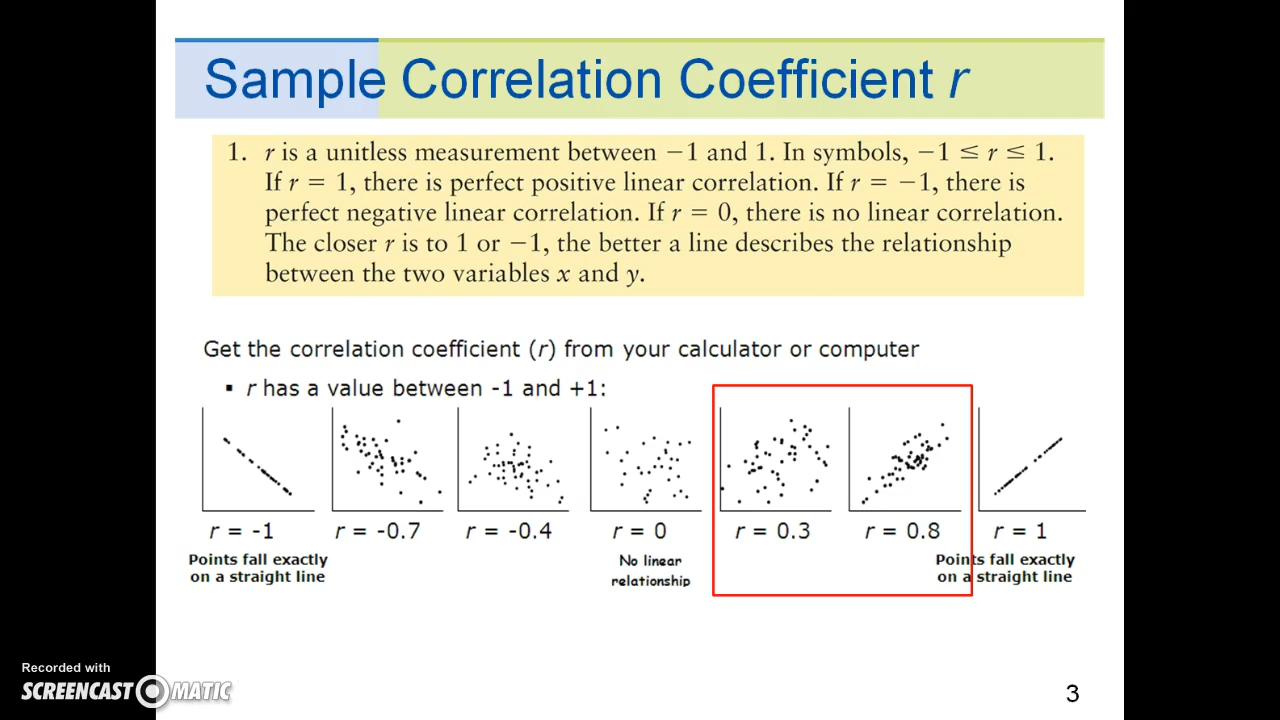 Sample Correlation Coefficient r
1. r is a unitless measurement between −1 and 1. In symbols, −1 ≤ r ≤ 1.
If r = 1, there is perfect positive linear correlation. If r = −1, there is
perfect negative linear correlation. If r = 0, there is no linear correlation.
The closer r is to 1 or −1, the better a line describes the relationship
between the two variables x and y.
Get the correlation coefficient (r) from your calculator or computer
▪ r has a value between -1 and +1:
r = -1 r = -0.7 r = -0.4 r = 0 r = 0.3 r = 0.8 r = 1
Points fall exactly
on a straight line
No linear
relationship
Points fall exactly
on a straight line
Recorded with
SCREENCAST MATIC
3